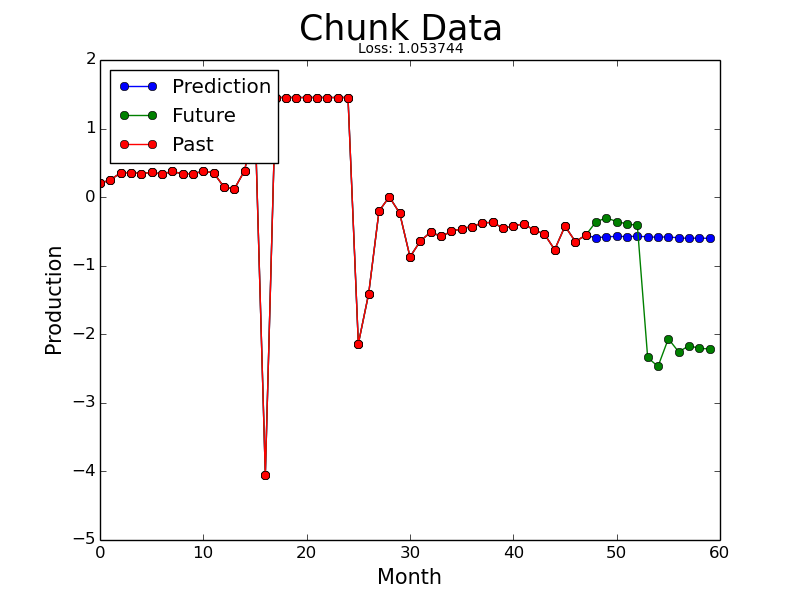 Chunk Data
Loss: 1.053744
2
Prediction
Future
Past
1
0
−1
−2
−3
−4
−5
Production
0 10 20 30 40 50 60
Month